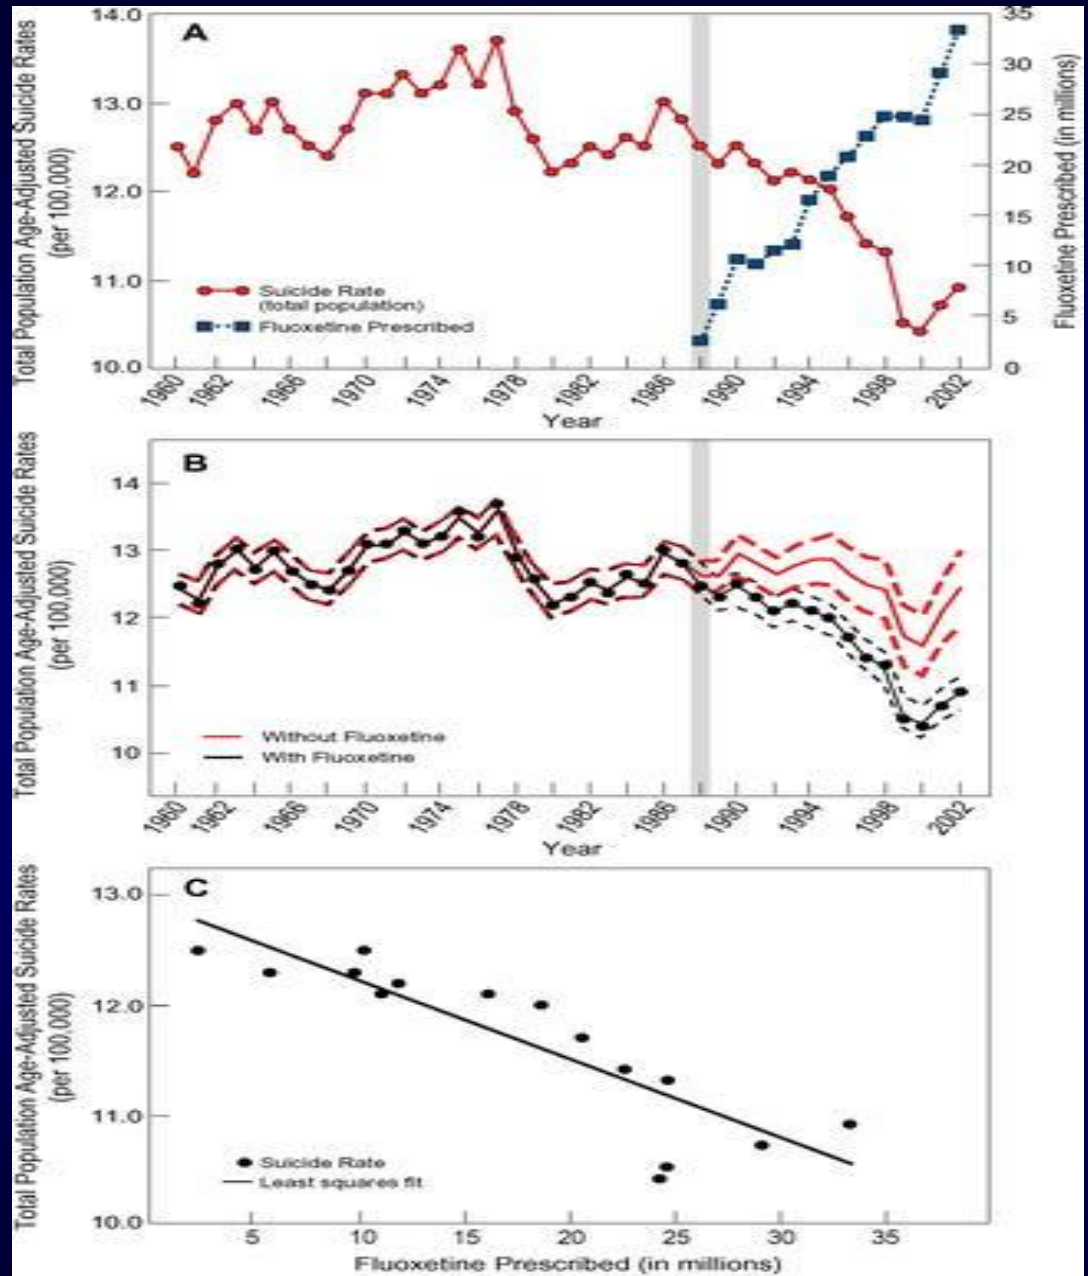 A
Total Population Age-Adjusted Suicide Rates
(per 100,000)
14.0
13.0
12.0
11.0
10.0
35
30
25
20
15
10
5
0
Fluoxetine Prescribed (in millions)
Suicide Rate
(total population)
Fluoxetine Prescribed
1960 1962 1966 1970 1974 1978 1982 1986 1990 1994 1998 2002
Year
B
Total Population Age-Adjusted Suicide Rates
(per 100,000)
14
13
12
11
10
Without Fluoxetine
With Fluoxetine
1960 1962 1966 1970 1974 1978 1982 1986 1990 1994 1998 2002
Year
C
Total Population Age-Adjusted Suicide Rates
(per 100,000)
13.0
12.0
11.0
10.0
Suicide Rate
Least squares fit
5 10 15 20 25 30 35
Fluoxetine Prescribed (in millions)